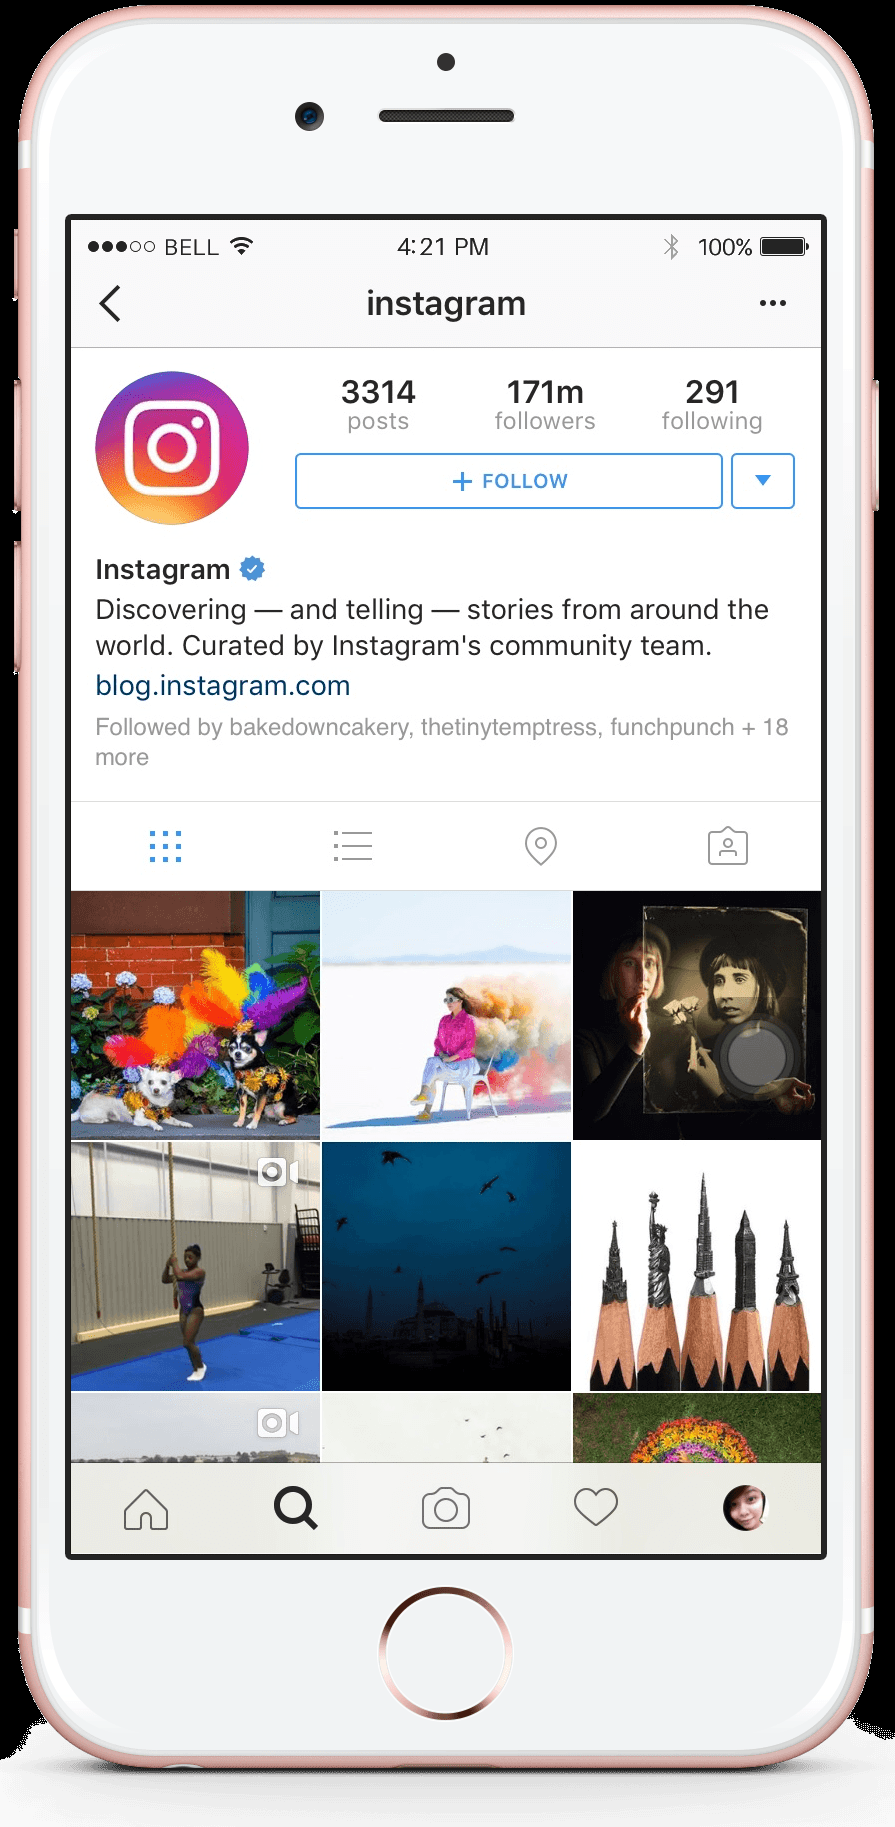 BELL 4:21 PM 100%
instagram
3314 171m 291
posts followers following
+ FOLLOW
Instagram
Discovering — and telling — stories from around the
world. Curated by Instagram's community team.
blog.instagram.com
Followed by bakedowncakery, thetinytemptress, funchpunch + 18
more